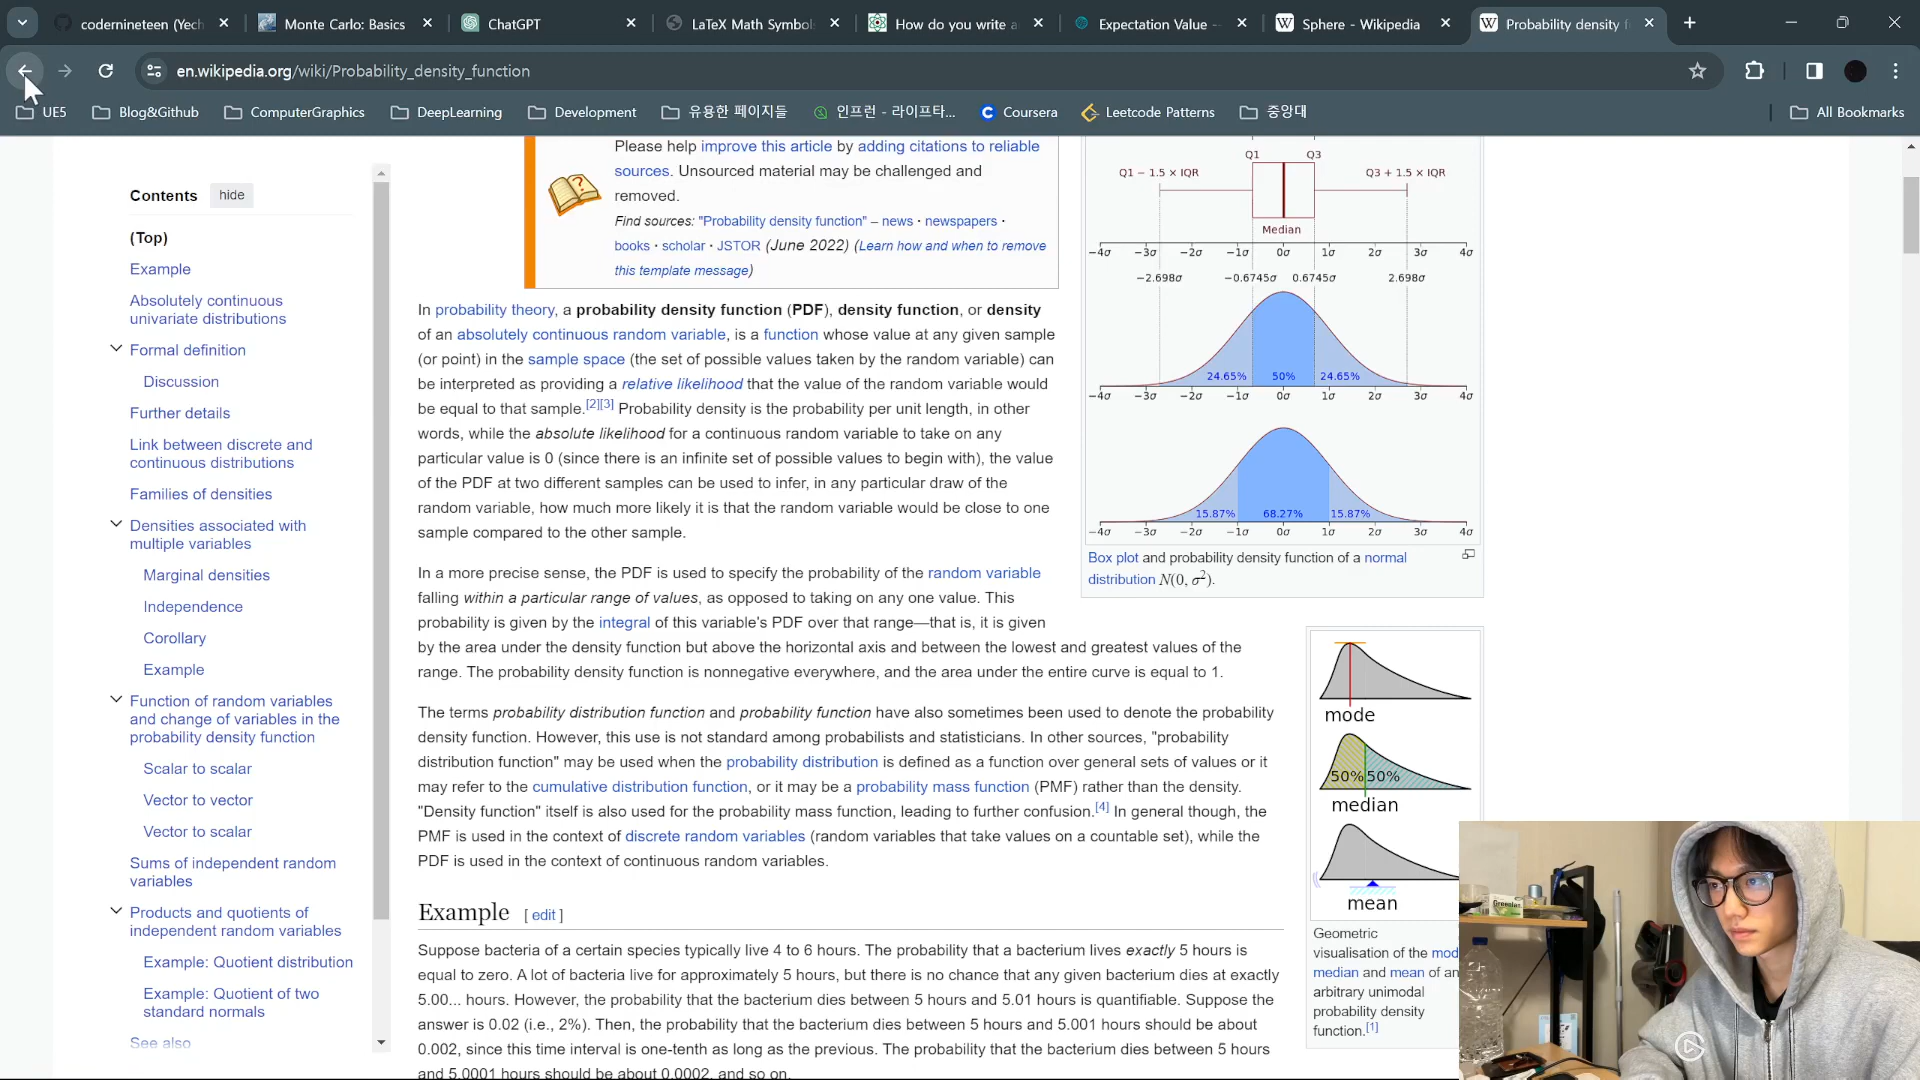 codernineteen (Yech
Monte Carlo: Basics
ChatGPT
LaTeX Math Symbols
How do you write a
Expectation Value --
Sphere - Wikipedia
Probability density f
en.wikipedia.org/wiki/Probability_density_function
UE5
Blog&Github
ComputerGraphics
DeepLearning
Development
유용한 페이지들
인프런 - 라이프타...
Coursera
Leetcode Patterns
중앙대
All Bookmarks
Contents hide
(Top)
Example
Absolutely continuous
univariate distributions
Formal definition
Discussion
Further details
Link between discrete and
continuous distributions
Families of densities
Densities associated with
multiple variables
Marginal densities
Independence
Corollary
Example
Function of random variables
and change of variables in the
probability density function
Scalar to scalar
Vector to vector
Vector to scalar
Sums of independent random
variables
Products and quotients of
independent random variables
Example: Quotient distribution
Example: Quotient of two
standard normals
See also
Please help improve this article by adding citations to reliable
sources. Unsourced material may be challenged and
removed.
Find sources: "Probability density function" – news · newspapers ·
books · scholar · JSTOR (June 2022) (Learn how and when to remove
this template message)
In probability theory, a probability density function (PDF), density function, or density
of an absolutely continuous random variable, is a function whose value at any given sample
(or point) in the sample space (the set of possible values taken by the random variable) can
be interpreted as providing a relative likelihood that the value of the random variable would
be equal to that sample.[2][3] Probability density is the probability per unit length, in other
words, while the absolute likelihood for a continuous random variable to take on any
particular value is 0 (since there is an infinite set of possible values to begin with), the value
of the PDF at two different samples can be used to infer, in any particular draw of the
random variable, how much more likely it is that the random variable would be close to one
sample compared to the other sample.
In a more precise sense, the PDF is used to specify the probability of the random variable
falling within a particular range of values, as opposed to taking on any one value. This
probability is given by the integral of this variable's PDF over that range—that is, it is given
by the area under the density function but above the horizontal axis and between the lowest and greatest values of the
range. The probability density function is nonnegative everywhere, and the area under the entire curve is equal to 1.
The terms probability distribution function and probability function have also sometimes been used to denote the probability
density function. However, this use is not standard among probabilists and statisticians. In other sources, "probability
distribution function" may be used when the probability distribution is defined as a function over general sets of values or it
may refer to the cumulative distribution function, or it may be a probability mass function (PMF) rather than the density.
"Density function" itself is also used for the probability mass function, leading to further confusion.[4] In general though, the
PMF is used in the context of discrete random variables (random variables that take values on a countable set), while the
PDF is used in the context of continuous random variables.
Example [ edit ]
Suppose bacteria of a certain species typically live 4 to 6 hours. The probability that a bacterium lives exactly 5 hours is
equal to zero. A lot of bacteria live for approximately 5 hours, but there is no chance that any given bacterium dies at exactly
5.00... hours. However, the probability that the bacterium dies between 5 hours and 5.01 hours is quantifiable. Suppose the
answer is 0.02 (i.e., 2%). Then, the probability that the bacterium dies between 5 hours and 5.001 hours should be about
0.002, since this time interval is one-tenth as long as the previous. The probability that the bacterium dies between 5 hours
and 5.0001 hours should be about 0.0002, and so on.
Q1 Q3
Q1 − 1.5 × IQR Q3 + 1.5 × IQR
Median
−4σ −3σ −2σ −1σ 0σ 1σ 2σ 3σ 4σ
−2.698σ −0.6745σ 0.6745σ 2.698σ
24.65% 50% 24.65%
−4σ −3σ −2σ −1σ 0σ 1σ 2σ 3σ 4σ
15.87% 68.27% 15.87%
−4σ −3σ −2σ −1σ 0σ 1σ 2σ 3σ 4σ
Box plot and probability density function of a normal
distribution N(0, σ2).
mode
50% 50%
median
mean
Geometric
visualisation of the mod
median and mean of an
arbitrary unimodal
probability density
function.[1]